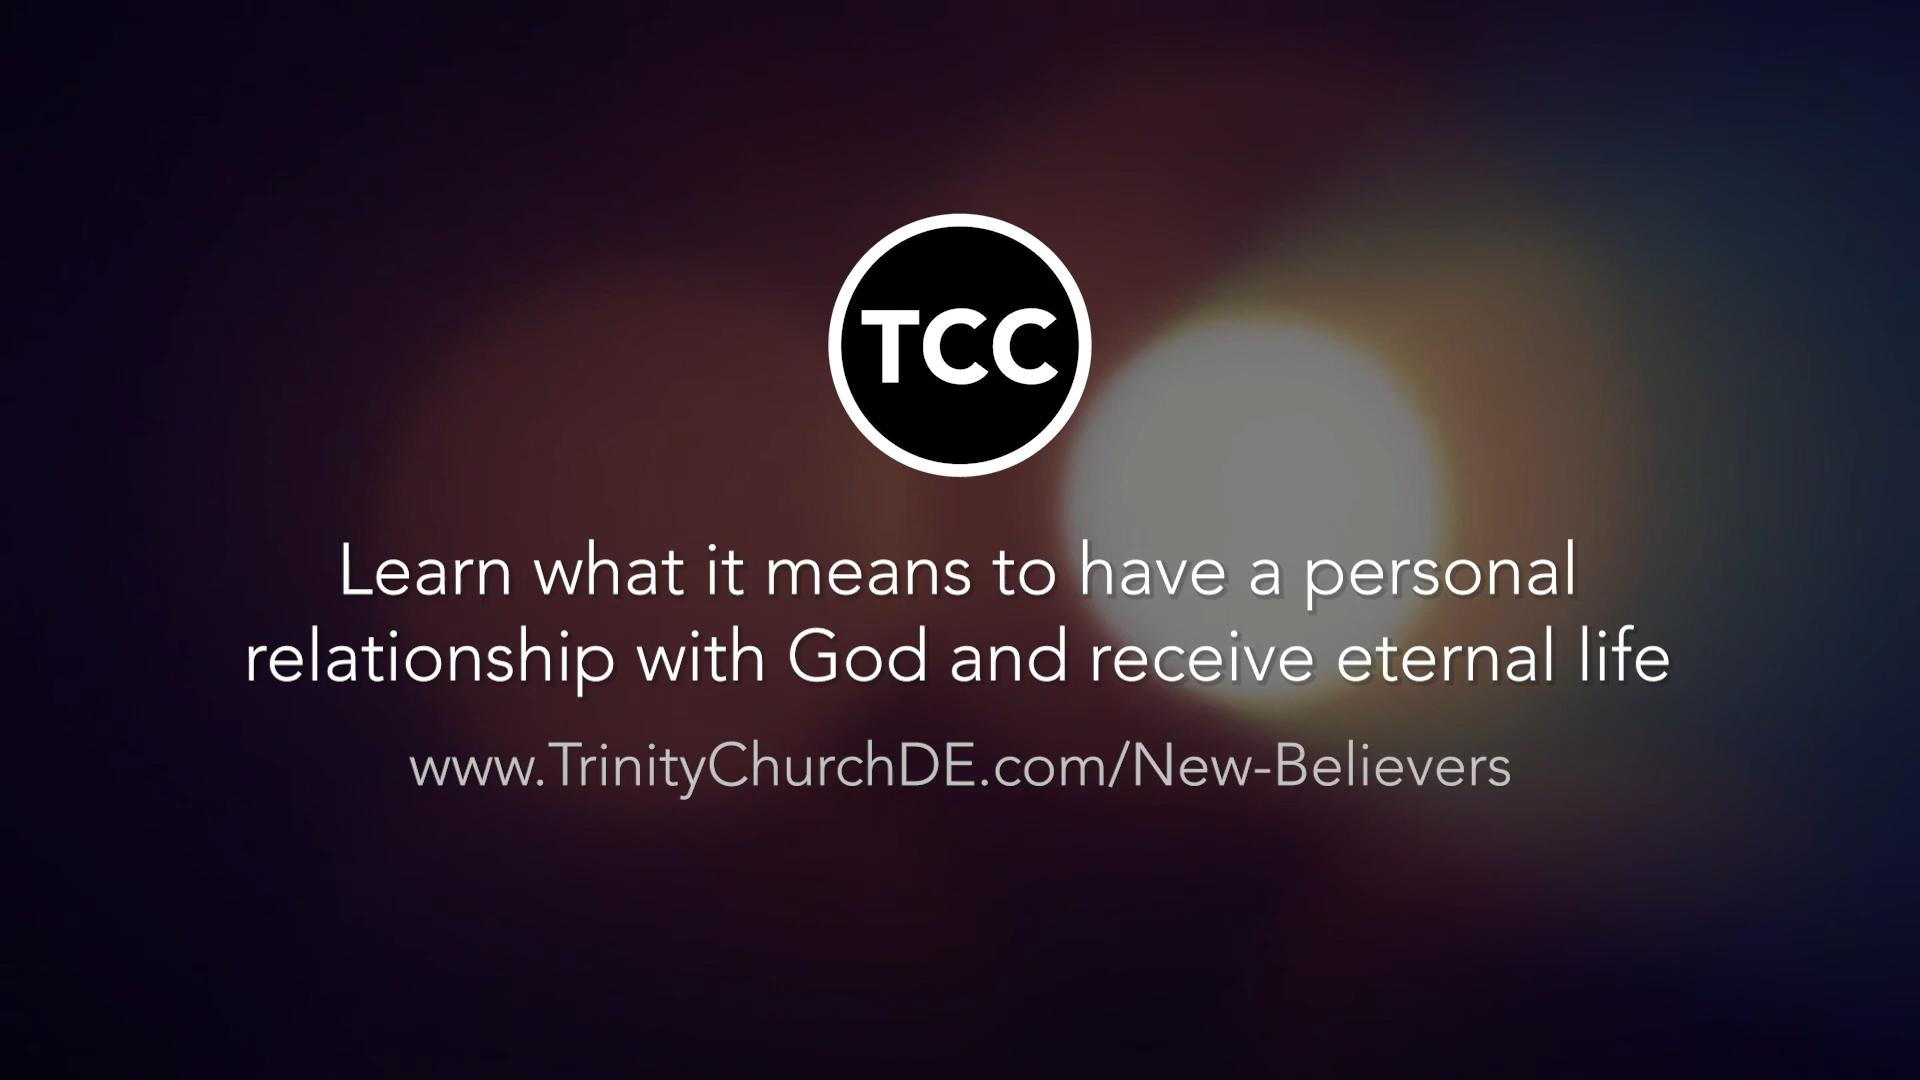 TCC
Learn what it means to have a personal
relationship with God and receive eternal life
www.TrinityChurchDE.com/New-Believers